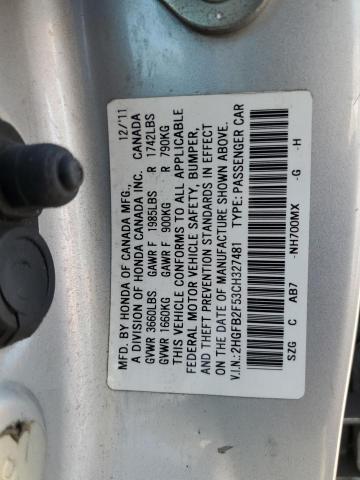 MFD. BY HONDA OF CANADA MFG., 12/'11
A DIVISION OF HONDA CANADA INC. CANADA
GVWR 3660LBS GAWR F 1985LBS R 1742LBS
GVWR 1660KG GAWR F 900KG R 790KG
THIS VEHICLE CONFORMS TO ALL APPLICABLE
FEDERAL MOTOR VEHICLE SAFETY, BUMPER,
AND THEFT PREVENTION STANDARDS IN EFFECT
ON THE DATE OF MANUFACTURE SHOWN ABOVE.
V.I.N.: 2HGFB2F53CH327481 TYPE: PASSENGER CAR
SZG C AB7 -NH700MX -G -H